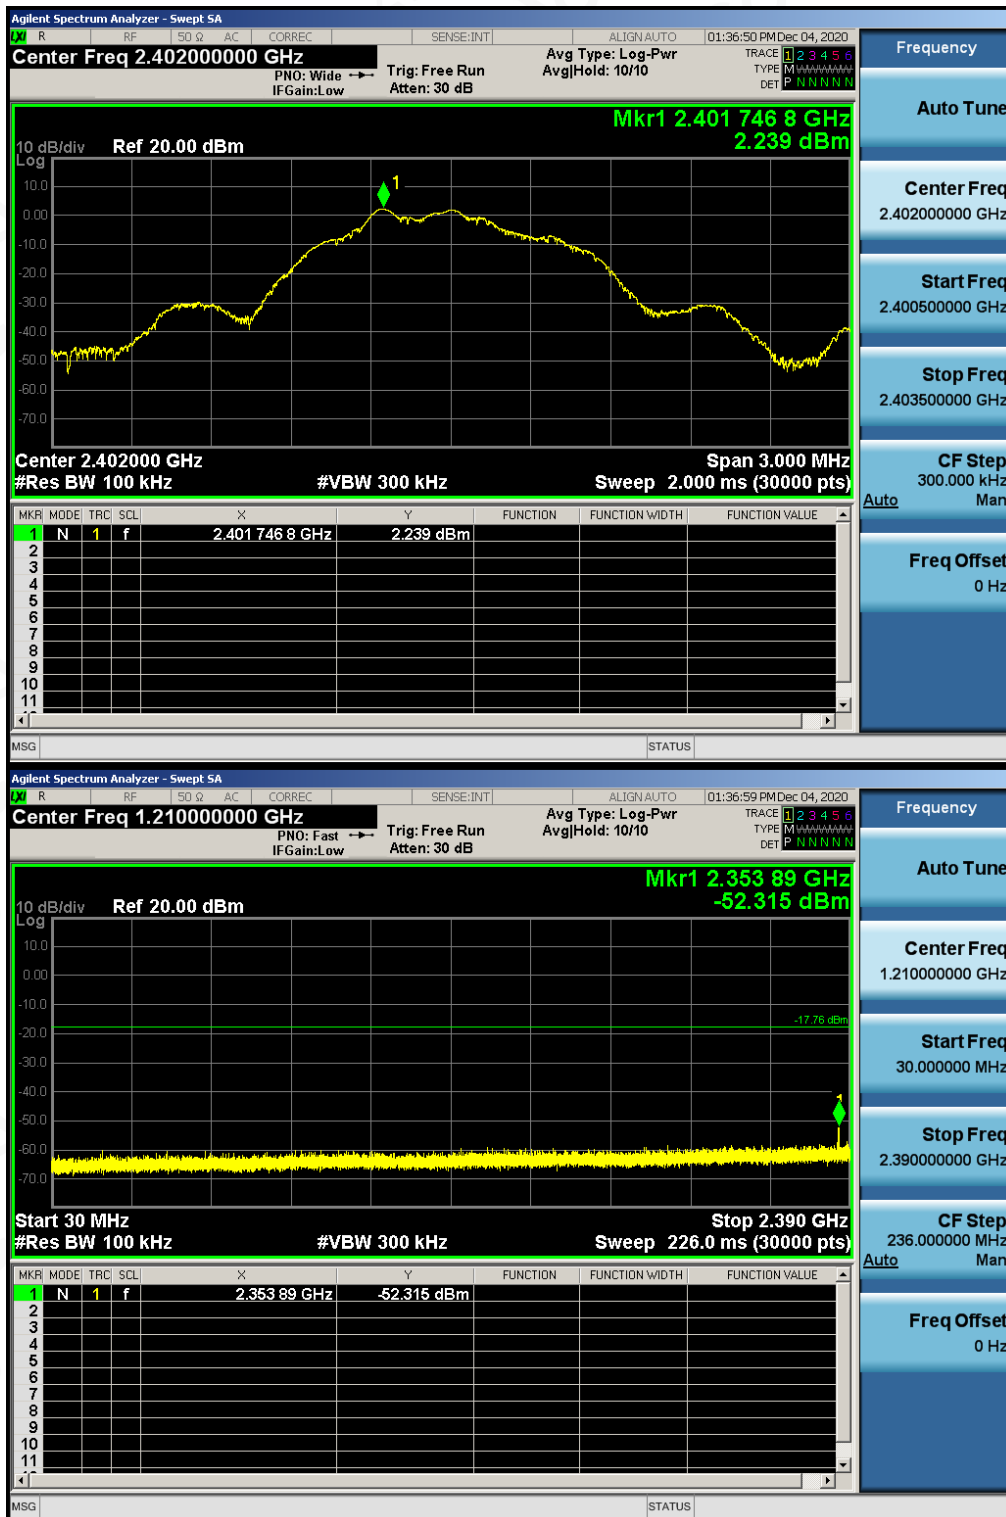 Agilent Spectrum Analyzer - Swept SA
LXI R RF 50 Ω AC CORREC SENSE:INT ALIGN AUTO 01:36:50 PM Dec 04, 2020
Center Freq 2.402000000 GHz
PNO: Wide
IFGain:Low
Trig: Free Run
Atten: 30 dB
Avg Type: Log-Pwr
Avg|Hold: 10/10
TRACE 1 2 3 4 5 6
TYPE M WWWWW
DET P N N N N N
Mkr1 2.401 746 8 GHz
2.239 dBm
10 dB/div Ref 20.00 dBm
Log
10.0
0.00
-10.0
-20.0
-30.0
-40.0
-50.0
-60.0
-70.0
1
Center 2.402000 GHz Span 3.000 MHz
#Res BW 100 kHz #VBW 300 kHz Sweep 2.000 ms (30000 pts)
MKR MODE TRC SCL X Y FUNCTION FUNCTION WIDTH FUNCTION VALUE
1 N 1 f 2.401 746 8 GHz 2.239 dBm
2
3
4
5
6
7
8
9
10
11
MSG STATUS
Frequency
Auto Tune
Center Freq
2.402000000 GHz
Start Freq
2.400500000 GHz
Stop Freq
2.403500000 GHz
CF Step
300.000 kHz
Auto Man
Freq Offset
0 Hz
Agilent Spectrum Analyzer - Swept SA
LXI R RF 50 Ω AC CORREC SENSE:INT ALIGN AUTO 01:36:59 PM Dec 04, 2020
Center Freq 1.210000000 GHz
PNO: Fast
IFGain:Low
Trig: Free Run
Atten: 30 dB
Avg Type: Log-Pwr
Avg|Hold: 10/10
TRACE 1 2 3 4 5 6
TYPE M WWWWW
DET P N N N N N
Mkr1 2.353 89 GHz
-52.315 dBm
10 dB/div Ref 20.00 dBm
Log
10.0
0.00
-10.0
-20.0
-30.0
-40.0
-50.0
-60.0
-70.0
-17.76 dBm
1
Start 30 MHz Stop 2.390 GHz
#Res BW 100 kHz #VBW 300 kHz Sweep 226.0 ms (30000 pts)
MKR MODE TRC SCL X Y FUNCTION FUNCTION WIDTH FUNCTION VALUE
1 N 1 f 2.353 89 GHz -52.315 dBm
2
3
4
5
6
7
8
9
10
11
MSG STATUS
Frequency
Auto Tune
Center Freq
1.210000000 GHz
Start Freq
30.000000 MHz
Stop Freq
2.390000000 GHz
CF Step
236.000000 MHz
Auto Man
Freq Offset
0 Hz